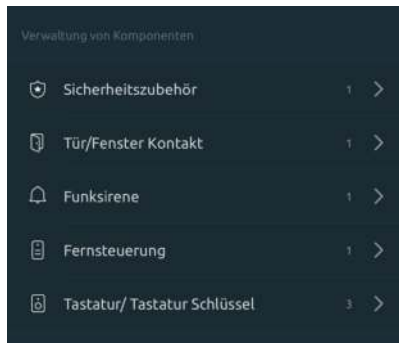 Verwaltung von Komponenten
Sicherheitszubehör 1
Tür/Fenster Kontakt 1
Funksirene 1
Fernsteuerung 1
Tastatur/ Tastatur Schlüssel 3